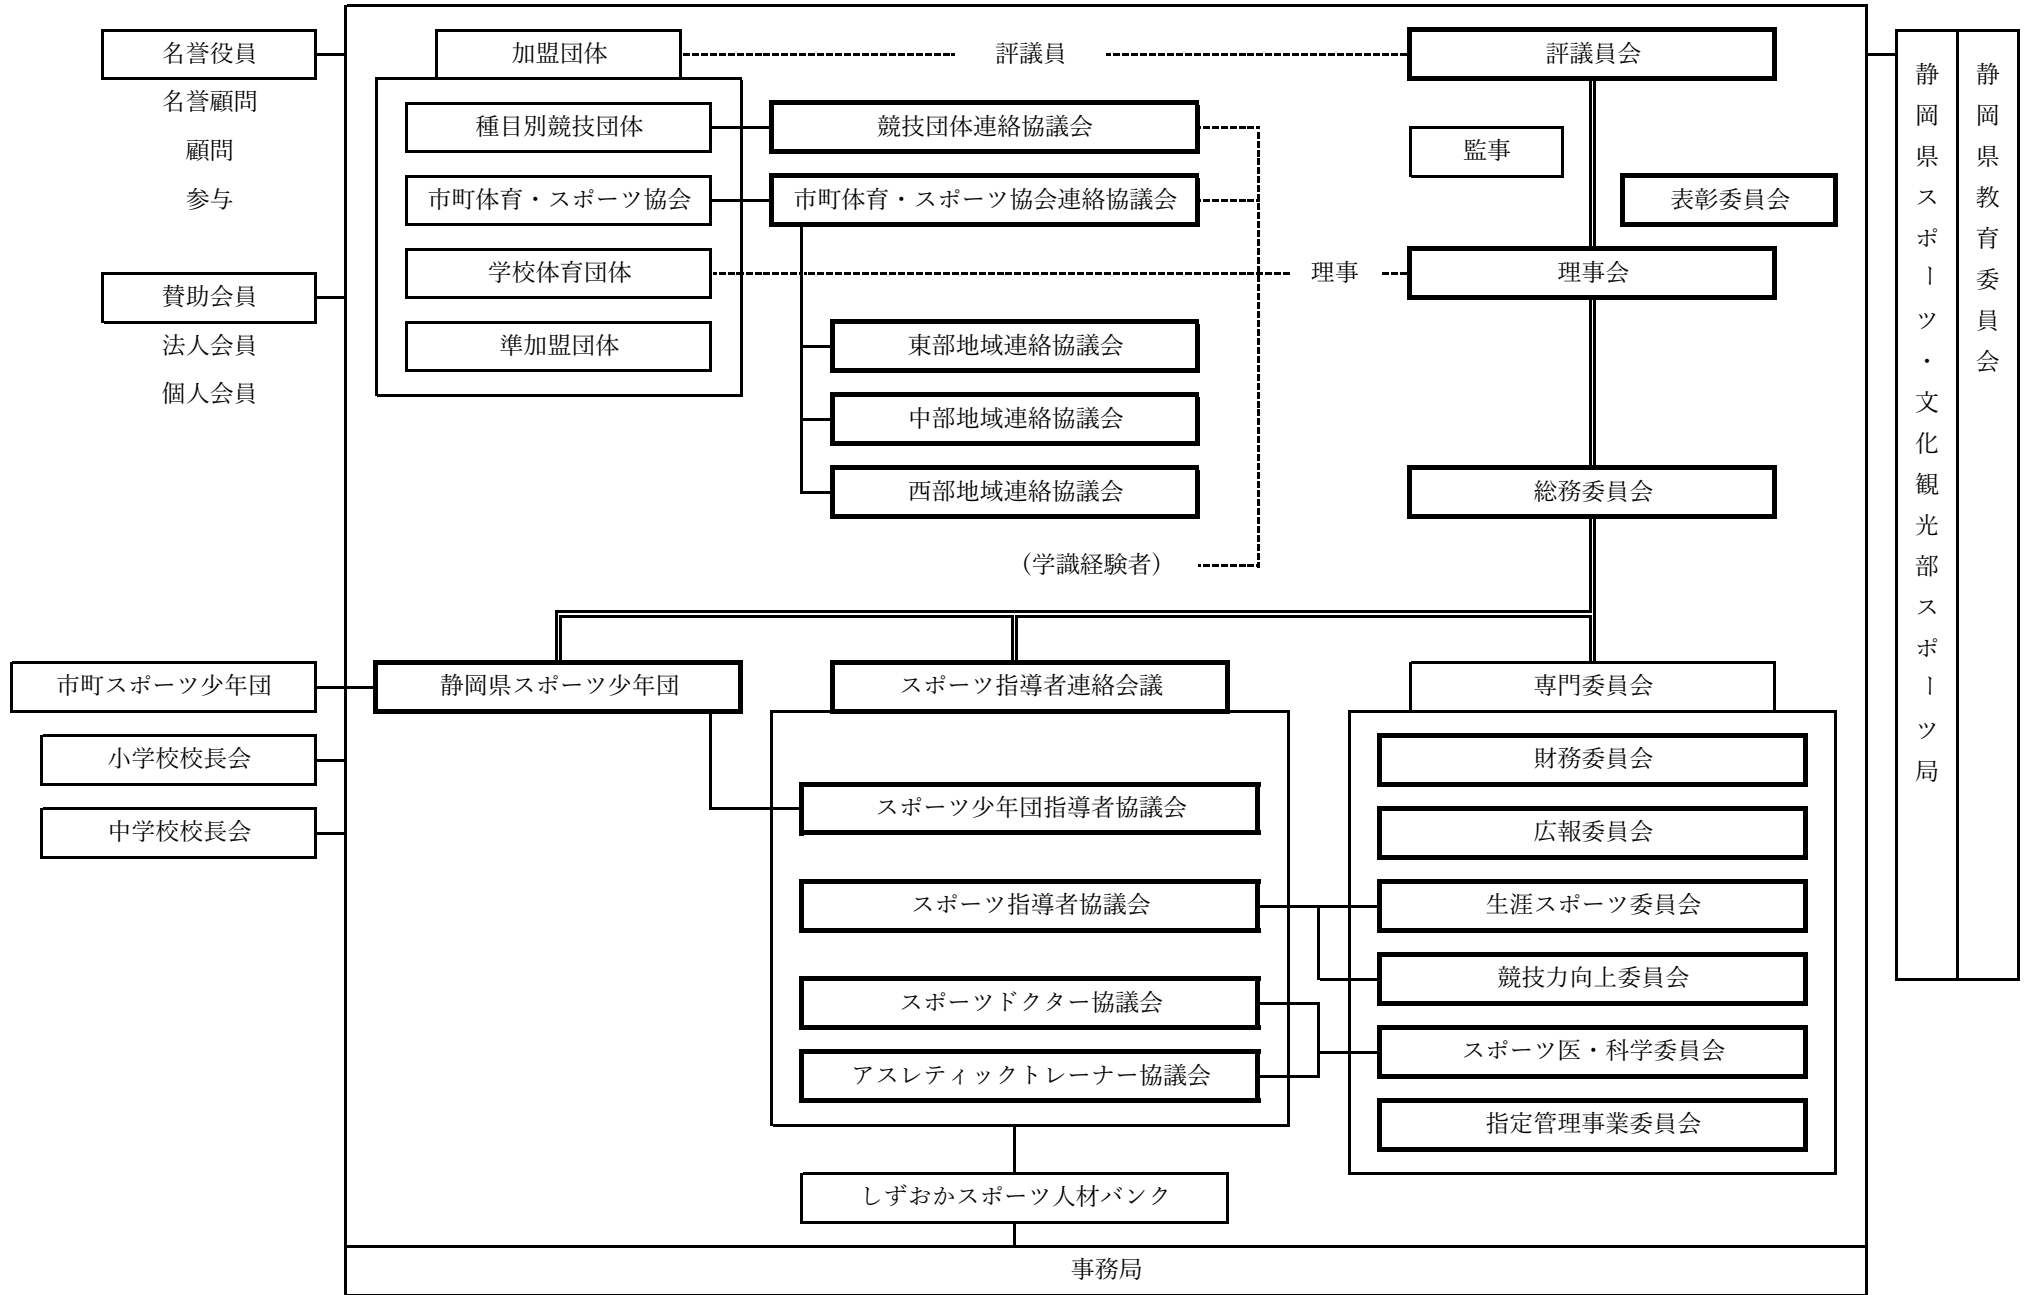 名誉役員
名誉顧問
顧問
参与
賛助会員
法人会員
個人会員
加盟団体
評議員
評議員会
種目別競技団体
競技団体連絡協議会
監事
市町体育・スポーツ協会
市町体育・スポーツ協会連絡協議会
表彰委員会
学校体育団体
理事
理事会
準加盟団体
東部地域連絡協議会
中部地域連絡協議会
西部地域連絡協議会
総務委員会
（学識経験者）
市町スポーツ少年団
小学校校長会
中学校校長会
静岡県スポーツ少年団
スポーツ指導者連絡会議
スポーツ少年団指導者協議会
スポーツ指導者協議会
スポーツドクター協議会
アスレティックトレーナー協議会
専門委員会
財務委員会
広報委員会
生涯スポーツ委員会
競技力向上委員会
スポーツ医・科学委員会
指定管理事業委員会
しずおかスポーツ人材バンク
事務局
静岡県教育委員会
静岡県スポーツ・文化観光部スポーツ局